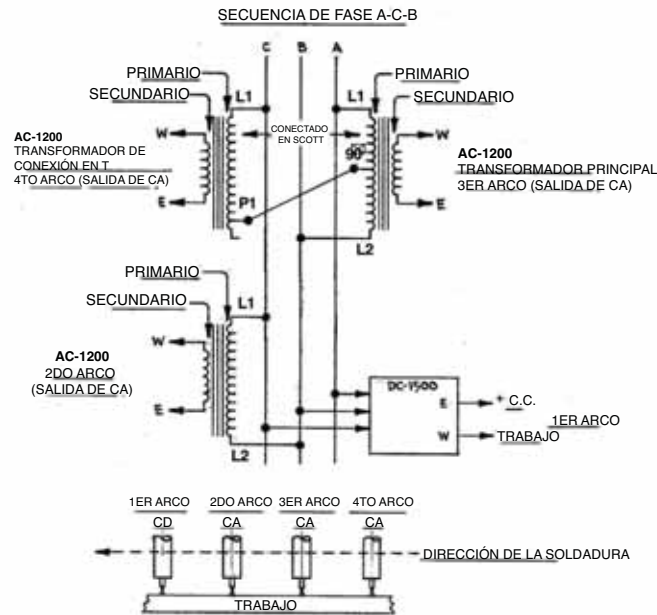 SECUENCIA DE FASE A-C-B
C B A
PRIMARIO
SECUNDARIO
L1
W
AC-1200
TRANSFORMADOR DE
CONEXIÓN EN T
4TO ARCO (SALIDA DE CA)
E
P1
CONECTADO
EN SCOTT
L1
90
PRIMARIO
SECUNDARIO
W
AC-1200
TRANSFORMADOR PRINCIPAL
3ER ARCO (SALIDA DE CA)
E
L2
PRIMARIO
SECUNDARIO
L1
W
AC-1200
2DO ARCO
(SALIDA DE CA)
E
L2
DC-1500
E
+ C.C.
1ER ARCO
W
TRABAJO
1ER ARCO 2DO ARCO 3ER ARCO 4TO ARCO
CD CA CA CA
DIRECCIÓN DE LA SOLDADURA
TRABAJO